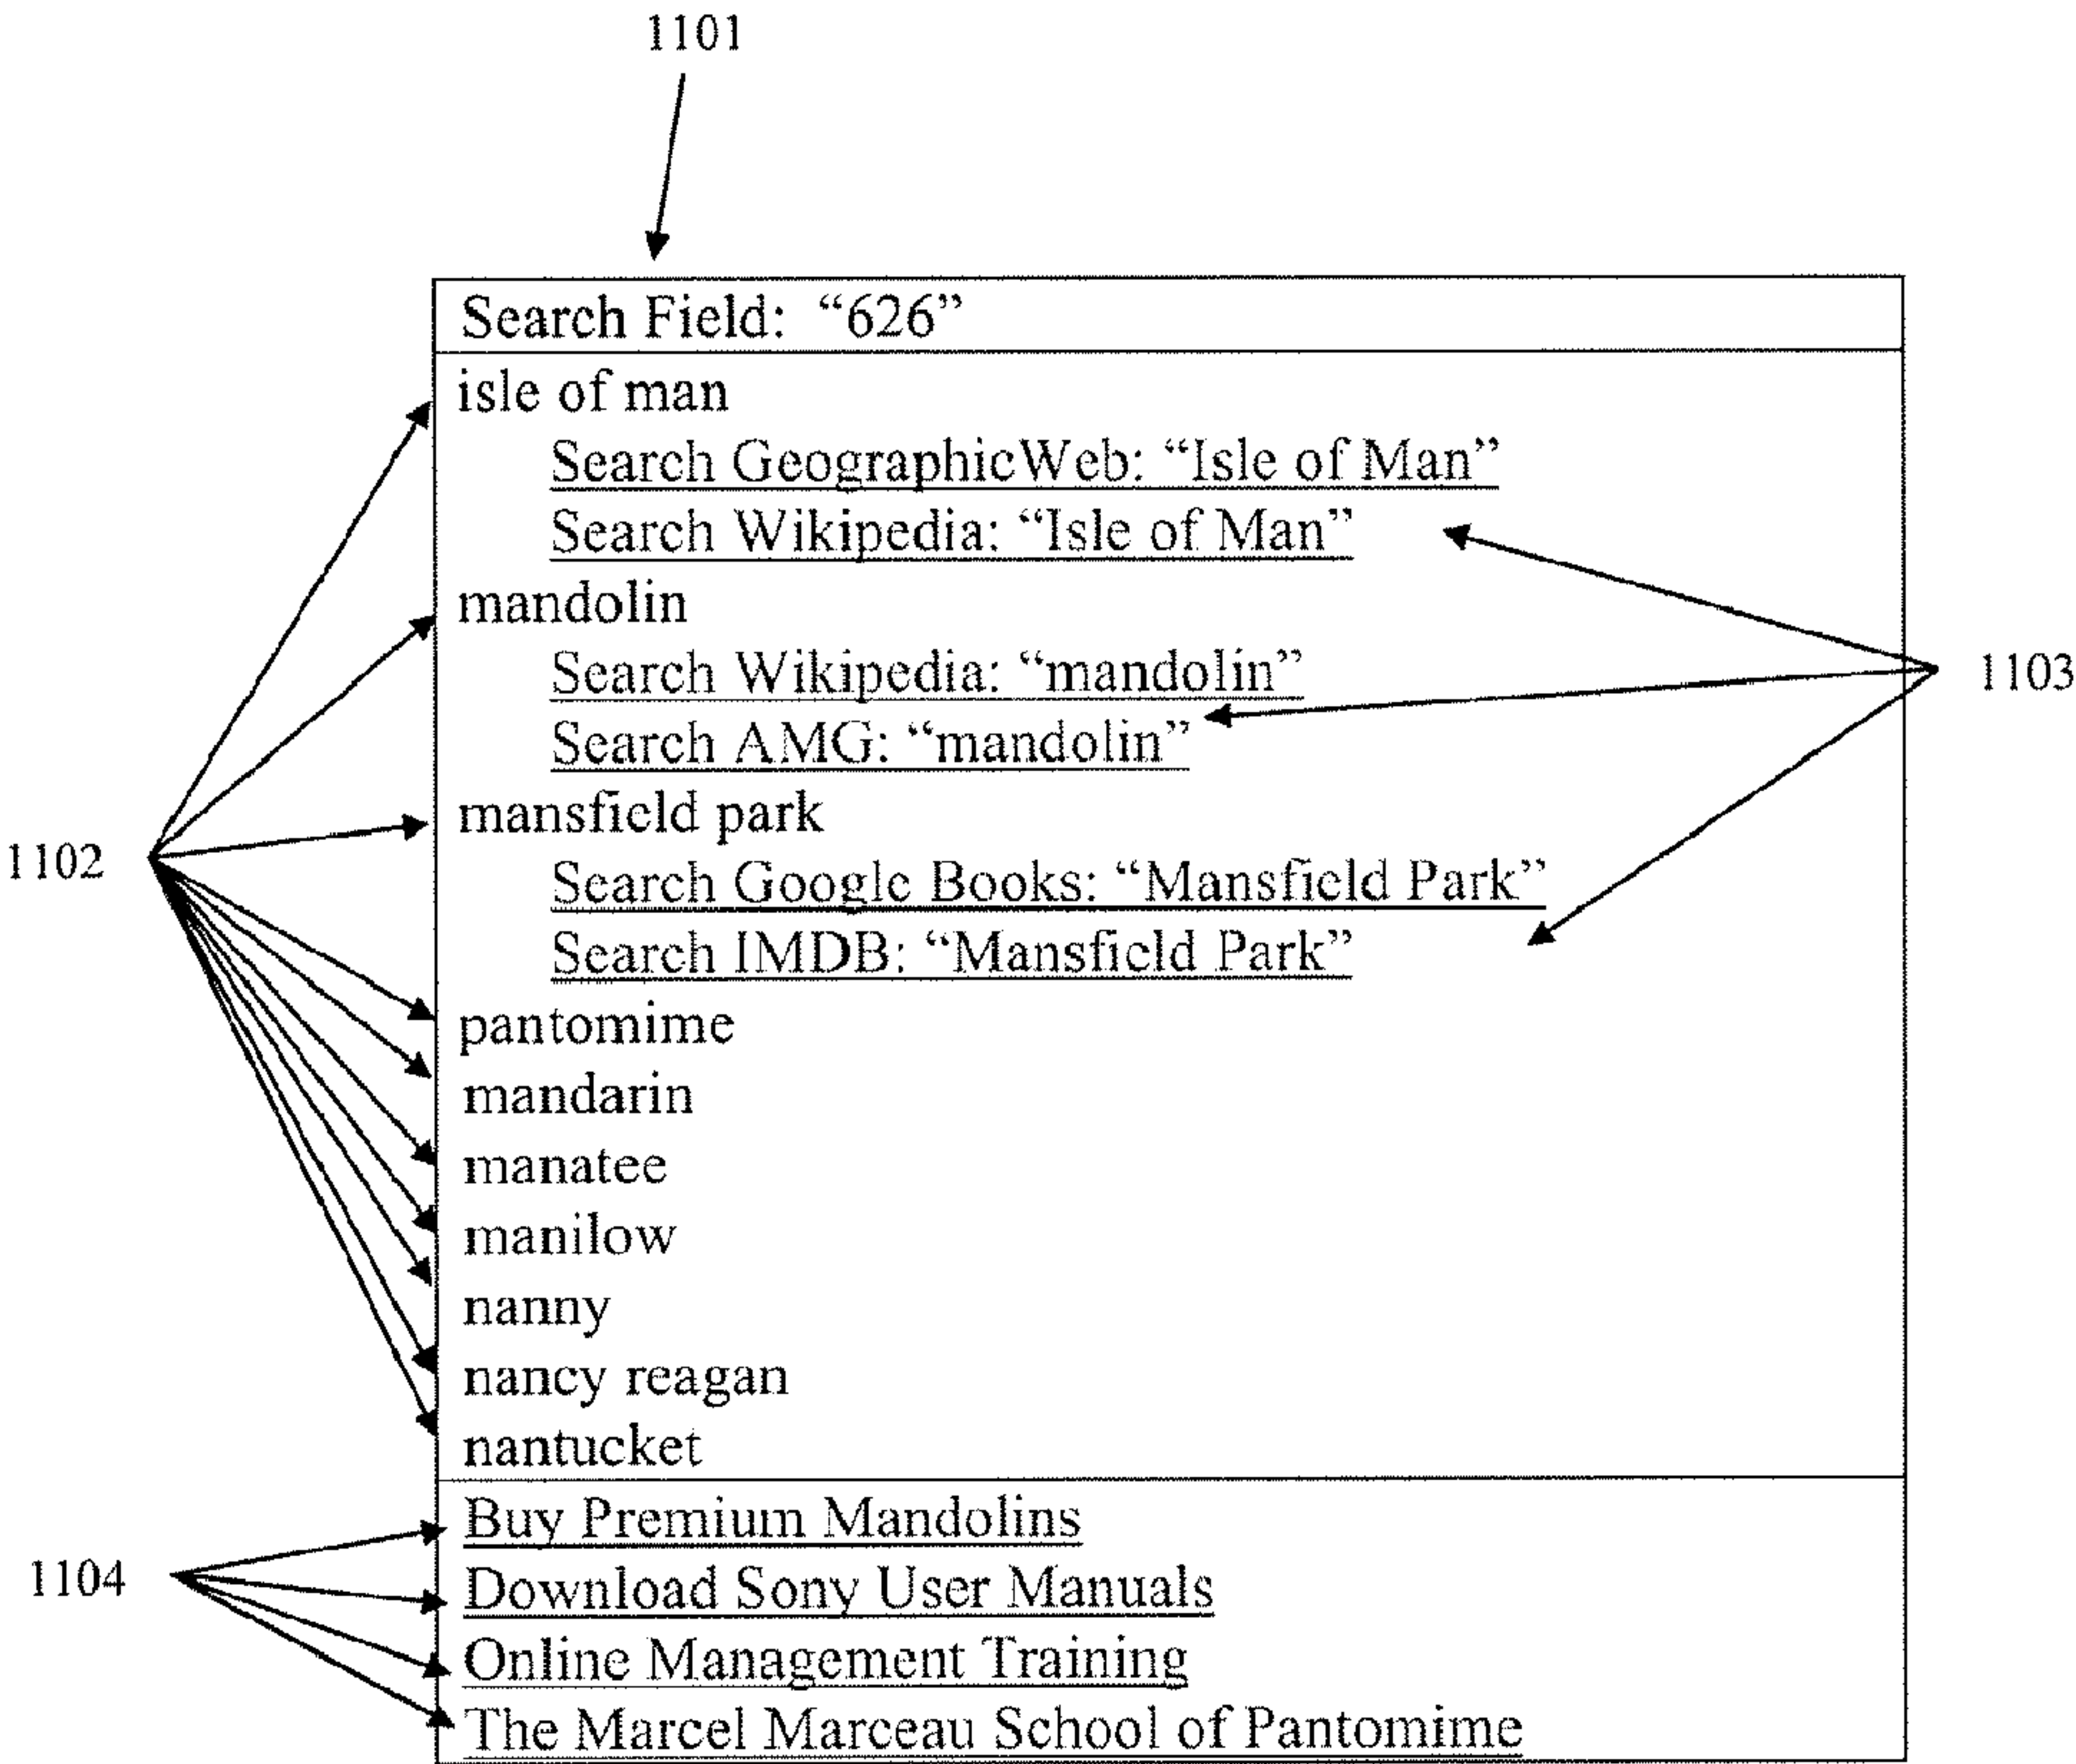 1101
Search Field: “626”
isle of man
Search GeographicWeb: “Isle of Man”
Search Wikipedia: “Isle of Man”
mandolin
Search Wikipedia: “mandolin”
1103
Search AMG: “mandolin”
mansfield park
1102
Search Google Books: “Mansfield Park”
Search IMDB: “Mansfield Park”
pantomime
mandarin
manatee
manilow
nanny
nancy reagan
nantucket
Buy Premium Mandolins
1104
Download Sony User Manuals
Online Management Training
The Marcel Marceau School of Pantomime